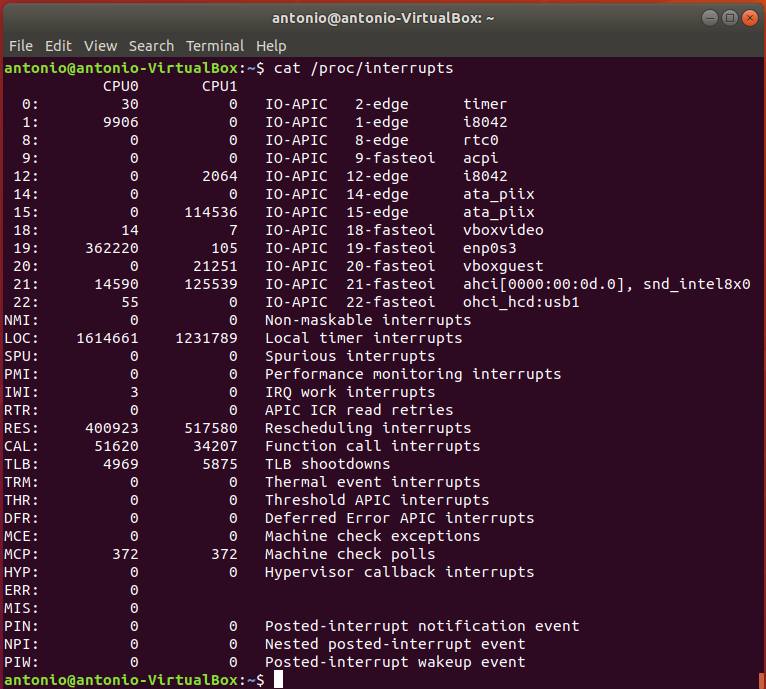 antonio@antonio-VirtualBox: ~
File Edit View Search Terminal Help
antonio@antonio-VirtualBox:~$ cat /proc/interrupts
           CPU0       CPU1
  0:         30          0   IO-APIC   2-edge      timer
  1:       9906          0   IO-APIC   1-edge      i8042
  8:          0          0   IO-APIC   8-edge      rtc0
  9:          0          0   IO-APIC   9-fasteoi   acpi
 12:          0       2064   IO-APIC  12-edge      i8042
 14:          0          0   IO-APIC  14-edge      ata_piix
 15:          0     114536   IO-APIC  15-edge      ata_piix
 18:         14          7   IO-APIC  18-fasteoi   vboxvideo
 19:     362220        105   IO-APIC  19-fasteoi   enp0s3
 20:          0      21251   IO-APIC  20-fasteoi   vboxguest
 21:      14590     125539   IO-APIC  21-fasteoi   ahci[0000:00:0d.0], snd_intel8x0
 22:         55          0   IO-APIC  22-fasteoi   ohci_hcd:usb1
NMI:          0          0   Non-maskable interrupts
LOC:    1614661    1231789   Local timer interrupts
SPU:          0          0   Spurious interrupts
PMI:          0          0   Performance monitoring interrupts
IWI:          3          0   IRQ work interrupts
RTR:          0          0   APIC ICR read retries
RES:     400923     517580   Rescheduling interrupts
CAL:      51620      34207   Function call interrupts
TLB:       4969       5875   TLB shootdowns
TRM:          0          0   Thermal event interrupts
THR:          0          0   Threshold APIC interrupts
DFR:          0          0   Deferred Error APIC interrupts
MCE:          0          0   Machine check exceptions
MCP:        372        372   Machine check polls
HYP:          0          0   Hypervisor callback interrupts
ERR:          0
MIS:          0
PIN:          0          0   Posted-interrupt notification event
NPI:          0          0   Nested posted-interrupt event
PIW:          0          0   Posted-interrupt wakeup event
antonio@antonio-VirtualBox:~$